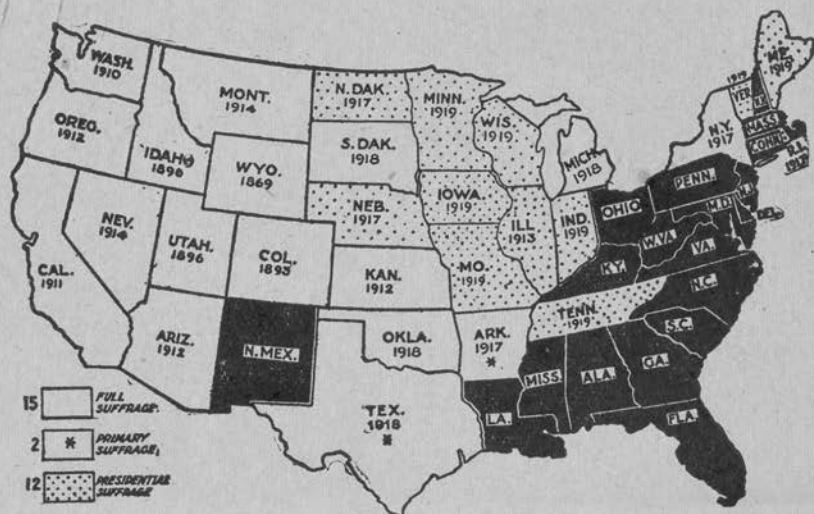 WASH.
1910
OREG.
1912
CAL.
1911
NEV.
1914
IDAHO
MONT.
1914
WYO.
1869
UTAH.
1896
COL.
1893
ARIZ.
1912
N.MEX.
N.DAK.
1917
S.DAK.
1918
NEB.
1917
KAN.
1912
OKLA.
1918
TEX.
1918
*
MINN.
1919
IOWA.
1919
MO.
1919
ARK.
1917
*
LA.
WIS.
1919
ILL
1913
MICH.
1918
IND.
1919
OHIO
KY.
TENN.
1919
MISS.
ALA.
GA.
FLA.
S.C.
N.C.
VA.
W.VA
PENN.
M.D.
DEL.
N.J.
N.Y.
1917
1919
VER.
ME.
1919
MASS.
CONN.
R.I.
15 FULL
SUFFRAGE.
2 * PRIMARY
SUFFRAGE
12 PRESIDENTIAL
SUFFRAGE